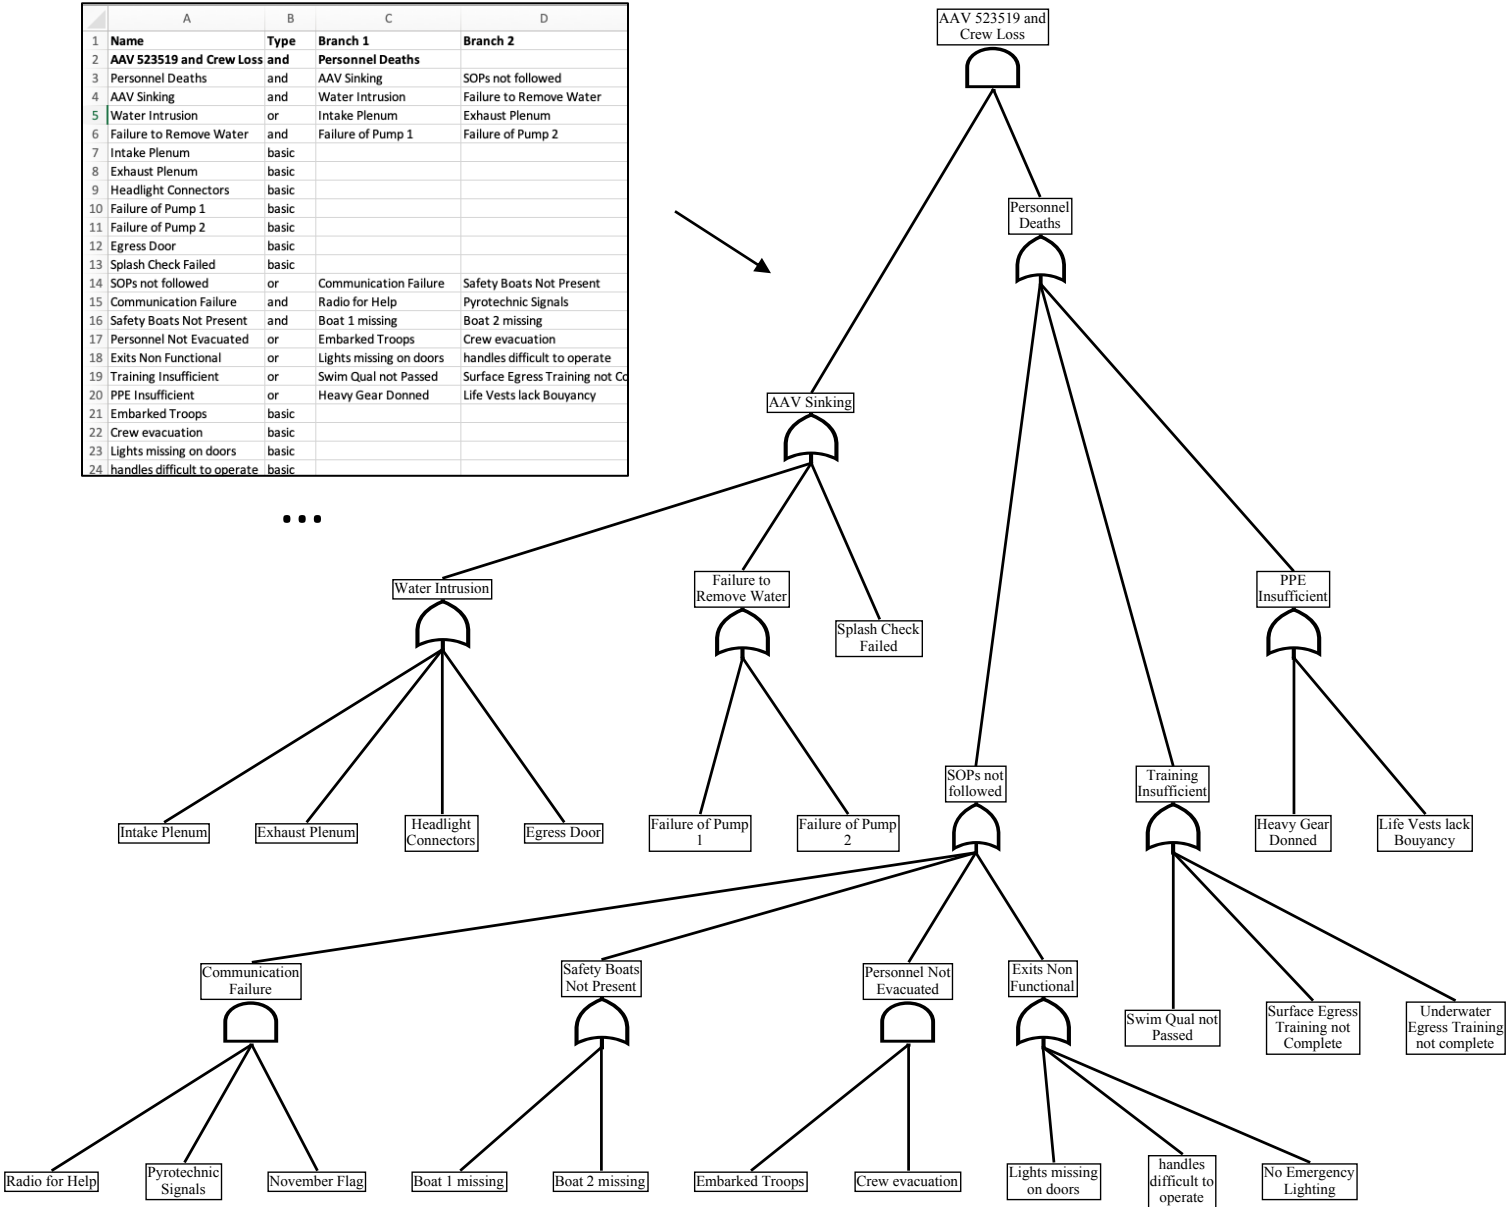 A B C D
1 Name Type Branch 1 Branch 2
2 AAV 523519 and Crew Loss and Personnel Deaths
3 Personnel Deaths and AAV Sinking SOPs not followed
4 AAV Sinking and Water Intrusion Failure to Remove Water
5 Water Intrusion or Intake Plenum Exhaust Plenum
6 Failure to Remove Water and Failure of Pump 1 Failure of Pump 2
7 Intake Plenum basic
8 Exhaust Plenum basic
9 Headlight Connectors basic
10 Failure of Pump 1 basic
11 Failure of Pump 2 basic
12 Egress Door basic
13 Splash Check Failed basic
14 SOPs not followed or Communication Failure Safety Boats Not Present
15 Communication Failure and Radio for Help Pyrotechnic Signals
16 Safety Boats Not Present and Boat 1 missing Boat 2 missing
17 Personnel Not Evacuated or Embarked Troops Crew evacuation
18 Exits Non Functional or Lights missing on doors handles difficult to operate
19 Training Insufficient or Swim Qual not Passed Surface Egress Training not Co
20 PPE Insufficient or Heavy Gear Donned Life Vests lack Bouyancy
21 Embarked Troops basic
22 Crew evacuation basic
23 Lights missing on doors basic
24 handles difficult to operate basic
...
AAV 523519 and
Crew Loss
Personnel
Deaths
AAV Sinking
Water Intrusion
Failure to
Remove Water
Splash Check
Failed
PPE
Insufficient
Intake Plenum
Exhaust Plenum
Headlight
Connectors
Egress Door
Failure of Pump
1
Failure of Pump
2
SOPs not
followed
Training
Insufficient
Heavy Gear
Donned
Life Vests lack
Bouyancy
Communication
Failure
Safety Boats
Not Present
Personnel Not
Evacuated
Exits Non
Functional
Swim Qual not
Passed
Surface Egress
Training not
Complete
Underwater
Egress Training
not complete
Radio for Help
Pyrotechnic
Signals
November Flag
Boat 1 missing
Boat 2 missing
Embarked Troops
Crew evacuation
Lights missing
on doors
handles
difficult to
operate
No Emergency
Lighting